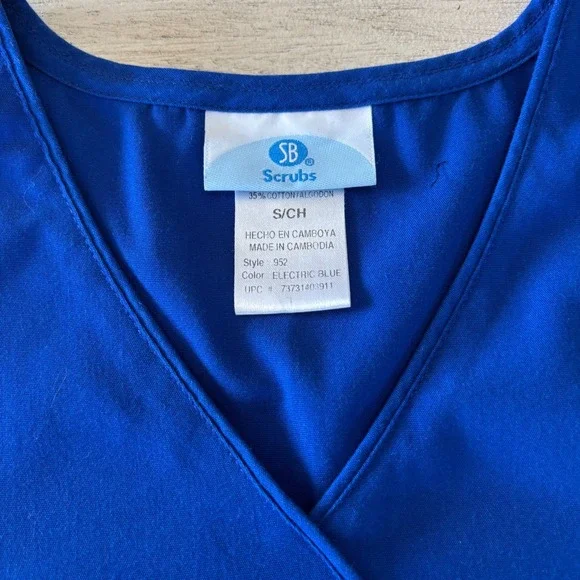 SB®
Scrubs
35% COTTON/ALGODON
S/CH
HECHO EN CAMBOYA
MADE IN CAMBODIA
Style : 952
Color : ELECTRIC BLUE
UPC #